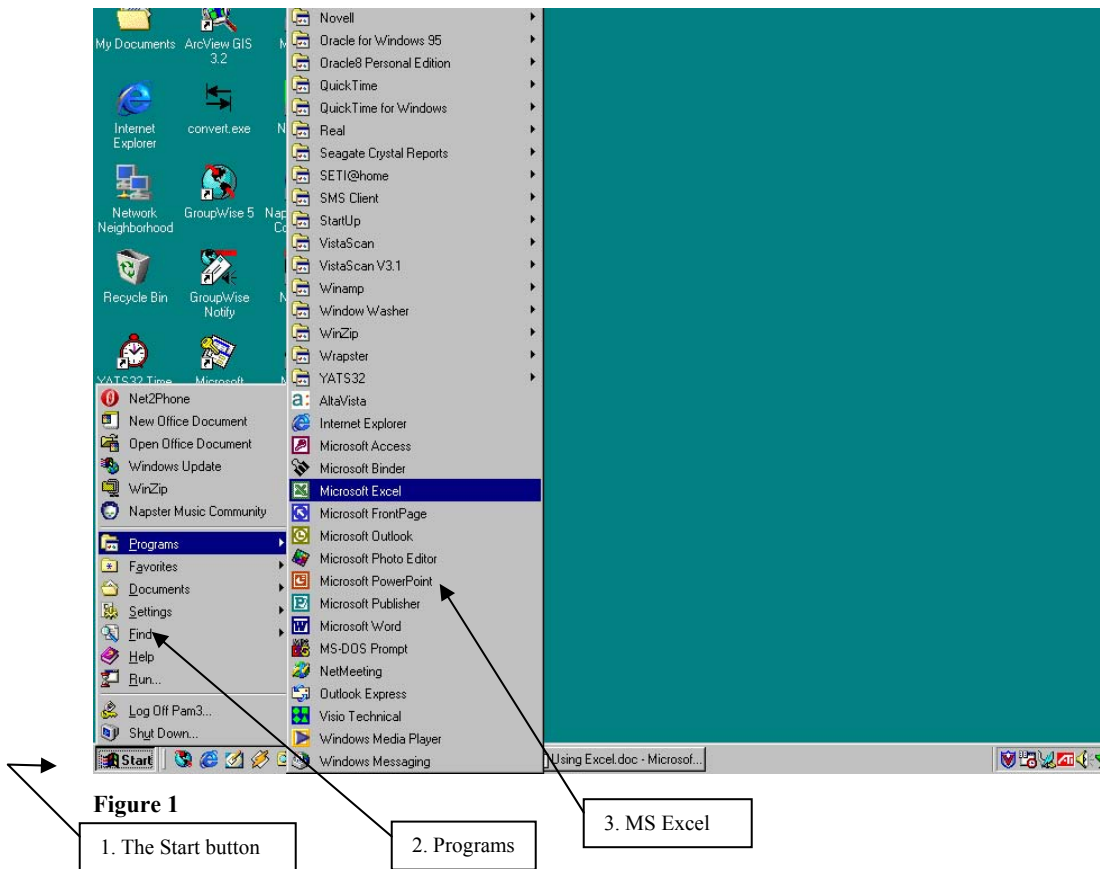 My Documents
ArcView GIS
3.2
Internet
Explorer
convert.exe
Network
Neighborhood
GroupWise 5
Nap
Co
Recycle Bin
GroupWise
Notify
YATS32 Time
Microsoft
Net2Phone
New Office Document
Open Office Document
Windows Update
WinZip
Napster Music Community
Programs
Favorites
Documents
Settings
Find
Help
Run...
Log Off Pam3...
Shut Down...
Novell
Oracle for Windows 95
Oracle8 Personal Edition
QuickTime
QuickTime for Windows
Real
Seagate Crystal Reports
SETI@home
SMS Client
StartUp
VistaScan
VistaScan V3.1
Winamp
Window Washer
WinZip
Wrapster
YATS32
AltaVista
Internet Explorer
Microsoft Access
Microsoft Binder
Microsoft Excel
Microsoft FrontPage
Microsoft Outlook
Microsoft Photo Editor
Microsoft PowerPoint
Microsoft Publisher
Microsoft Word
MS-DOS Prompt
NetMeeting
Outlook Express
Visio Technical
Windows Media Player
Windows Messaging
Start
Using Excel.doc - Microsof...
Figure 1
1. The Start button
2. Programs
3. MS Excel